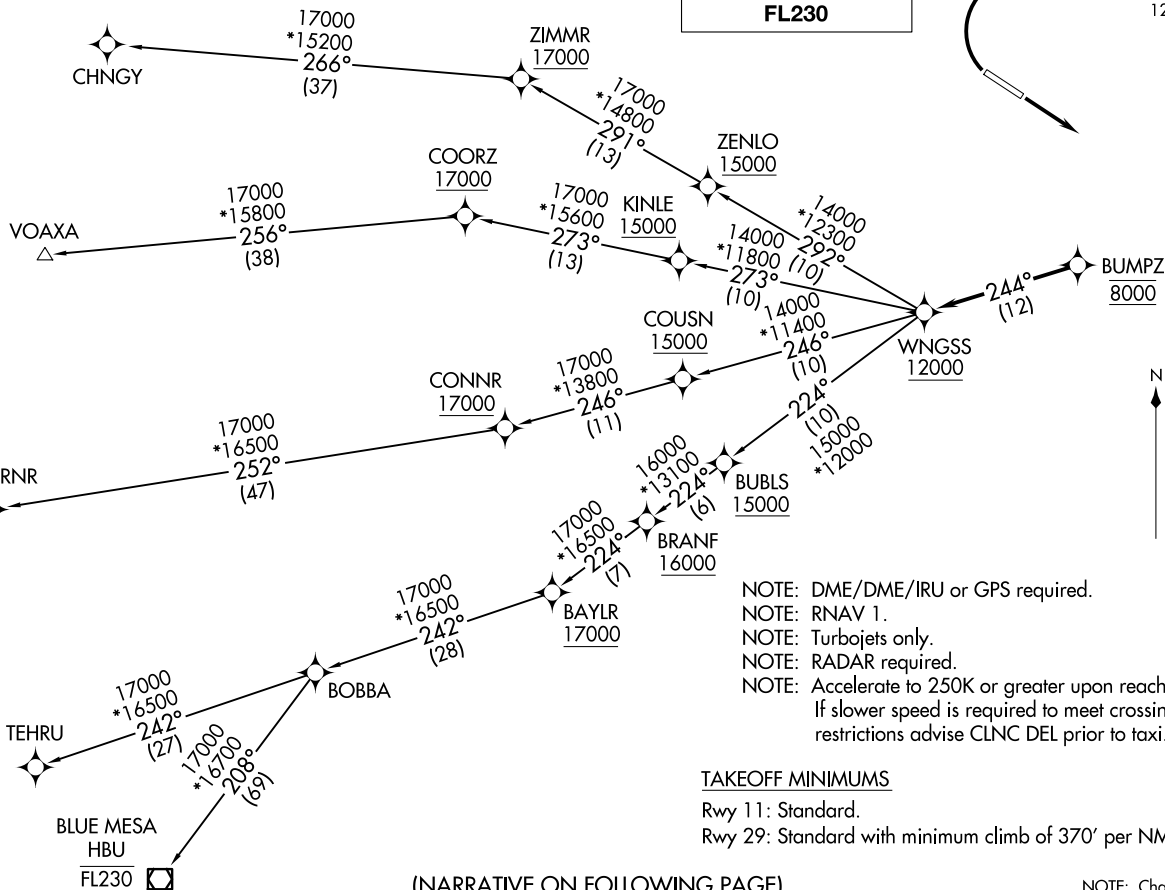 FL230
12
17000
*15200
266°
(37)
CHNGY
ZIMMR
17000
17000
*14800
291°
(13)
ZENLO
15000
14000
*12300
292°
(10)
COORZ
17000
17000
*15800
256°
(38)
VOAXA
17000
*15600
273°
(13)
KINLE
15000
14000
*11800
273°
(10)
BUMPZ
8000
244°
(12)
WNGSS
12000
14000
*11400
246°
(10)
COUSN
15000
17000
*13800
246°
(11)
CONNR
17000
17000
*16500
252°
(47)
RNR
224°
(10)
15000
*12000
BUBLS
15000
16000
*13100
224°
(6)
BRANF
16000
17000
*16500
224°
(7)
BAYLR
17000
17000
*16500
242°
(28)
BOBBA
17000
*16500
242°
(27)
TEHRU
17000
*16700
208°
(69)
BLUE MESA
HBU
FL230
N
NOTE: DME/DME/IRU or GPS required.
NOTE: RNAV 1.
NOTE: Turbojets only.
NOTE: RADAR required.
NOTE: Accelerate to 250K or greater upon reach
If slower speed is required to meet crossin
restrictions advise CLNC DEL prior to taxi.
TAKEOFF MINIMUMS
Rwy 11: Standard.
Rwy 29: Standard with minimum climb of 370' per NM
(NARRATIVE ON FOLLOWING PAGE)
NOTE: Cha